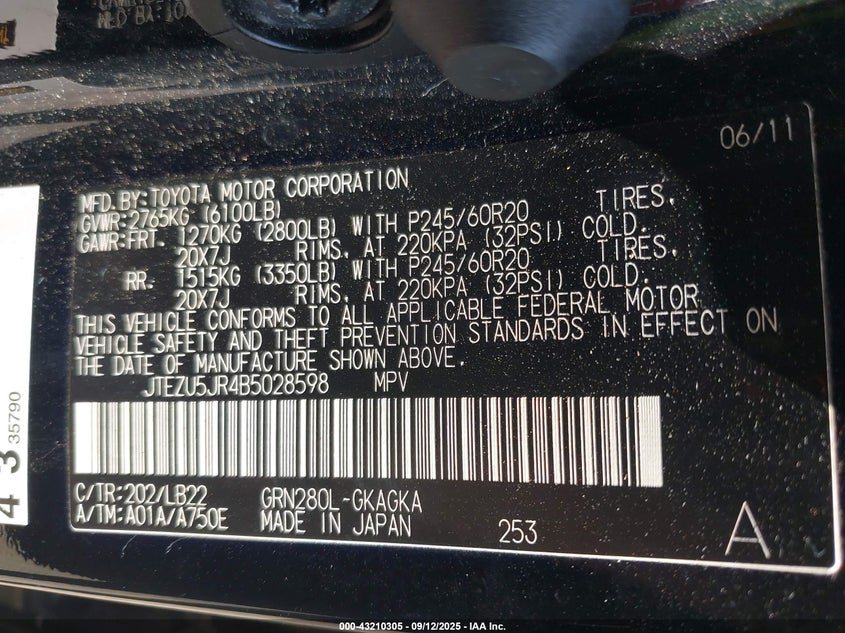 06/11
MFD.BY:TOYOTA MOTOR CORPORATION
GVWR:2765KG (6100LB)
GAWR:FRT. 1270KG (2800LB) WITH P245/60R20 TIRES,
20X7J RIMS, AT 220KPA (32PSI) COLD.
RR. 1515KG (3350LB) WITH P245/60R20 TIRES,
20X7J RIMS, AT 220KPA (32PSI) COLD.
THIS VEHICLE CONFORMS TO ALL APPLICABLE FEDERAL MOTOR
VEHICLE SAFETY AND THEFT PREVENTION STANDARDS IN EFFECT ON
THE DATE OF MANUFACTURE SHOWN ABOVE.
JTEZU5JR4B5028598 MPV
C/TR:202/LB22 GRN280L-GKAGKA
A/TM:A01A/A750E MADE IN JAPAN 253 A
4 3 35790
000-43210305 - 09/12/2025 - IAA Inc.